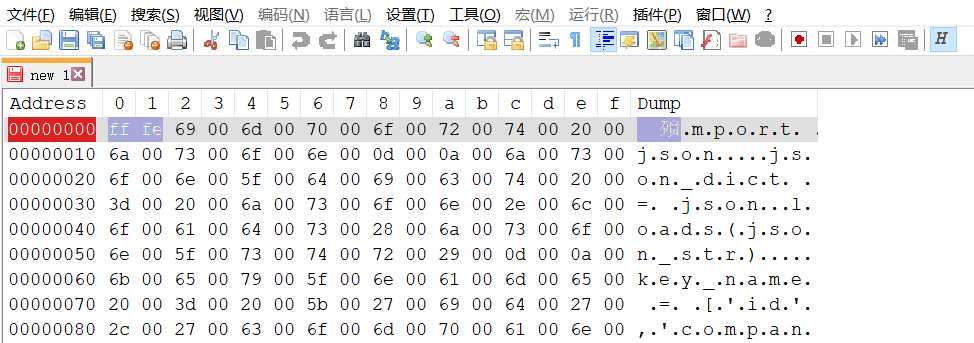 文件(F) 编辑(E) 搜索(S) 视图(V) 编码(N) 语言(L) 设置(T) 工具(O) 宏(M) 运行(R) 插件(P) 窗口(W) ?
new 1
Address 0 1 2 3 4 5 6 7 8 9 a b c d e f Dump
00000000 ff fe 69 00 6d 00 70 00 6f 00 72 00 74 00 20 00 .m.p.o.r.t. .
00000010 6a 00 73 00 6f 00 6e 00 0d 00 0a 00 6a 00 73 00 j.s.o.n.....j.s.
00000020 6f 00 6e 00 5f 00 64 00 69 00 63 00 74 00 20 00 o.n._.d.i.c.t. .
00000030 3d 00 20 00 6a 00 73 00 6f 00 6e 00 2e 00 6c 00 =. .j.s.o.n...l.
00000040 6f 00 61 00 64 00 73 00 28 00 6a 00 73 00 6f 00 o.a.d.s.(.j.s.o.
00000050 6e 00 5f 00 73 00 74 00 72 00 29 00 0d 00 0a 00 n._.s.t.r.).....
00000060 6b 00 65 00 79 00 5f 00 6e 00 61 00 6d 00 65 00 k.e.y._.n.a.m.e.
00000070 20 00 3d 00 20 00 5b 00 27 00 69 00 64 00 27 00 .=. .[.'.i.d.'.
00000080 2c 00 27 00 63 00 6f 00 6d 00 70 00 61 00 6e 00 ,.'.c.o.m.p.a.n.